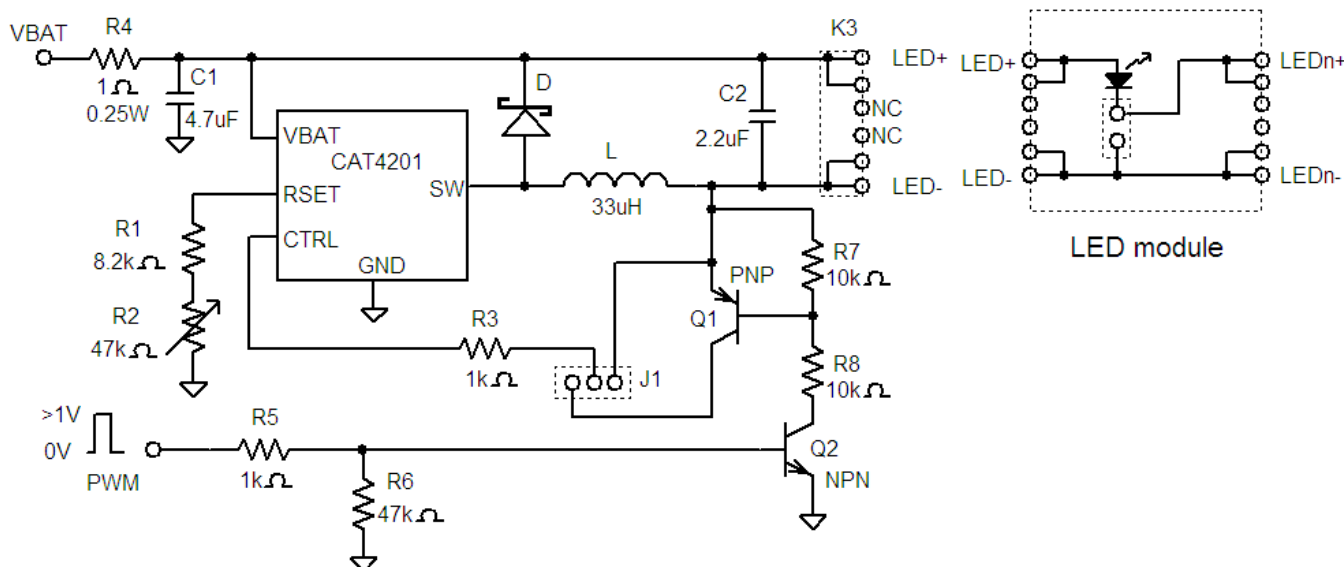 VBAT
R4
1Ω
0.25W
C1
4.7uF
VBAT
CAT4201
SW
RSET
CTRL
GND
D
L
33uH
C2
2.2uF
K3
LED+
NC
NC
LED-
LED+
LED-
LEDn+
LEDn-
LED module
R1
8.2kΩ
R2
47kΩ
R3
1kΩ
J1
PNP
Q1
R7
10kΩ
R8
10kΩ
Q2
NPN
>1V
0V
PWM
R5
1kΩ
R6
47kΩ